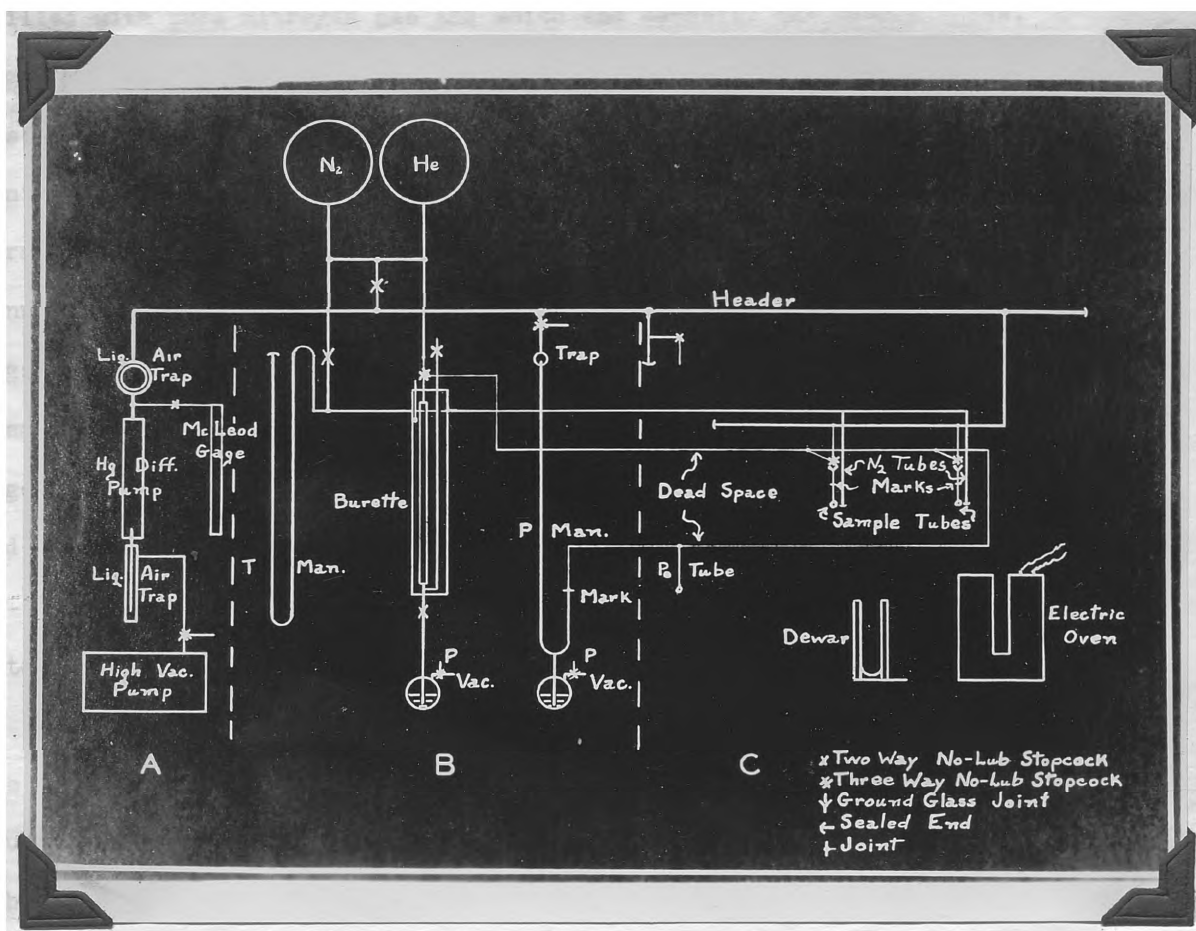 N₂
He
Header
Liq. Air
Trap
Trap
McLeod
Gage
Hg Diff.
Pump
Burette
N₂ Tubes
Marks
Dead Space
Sample Tubes
P Man.
Liq. Air
Trap
T Man.
P₀ Tube
Mark
Dewar
Electric
Oven
High Vac.
Pump
P
Vac.
P
Vac.
A
B
C
x Two Way No-Lub Stopcock
* Three Way No-Lub Stopcock
Ground Glass Joint
Sealed End
Joint